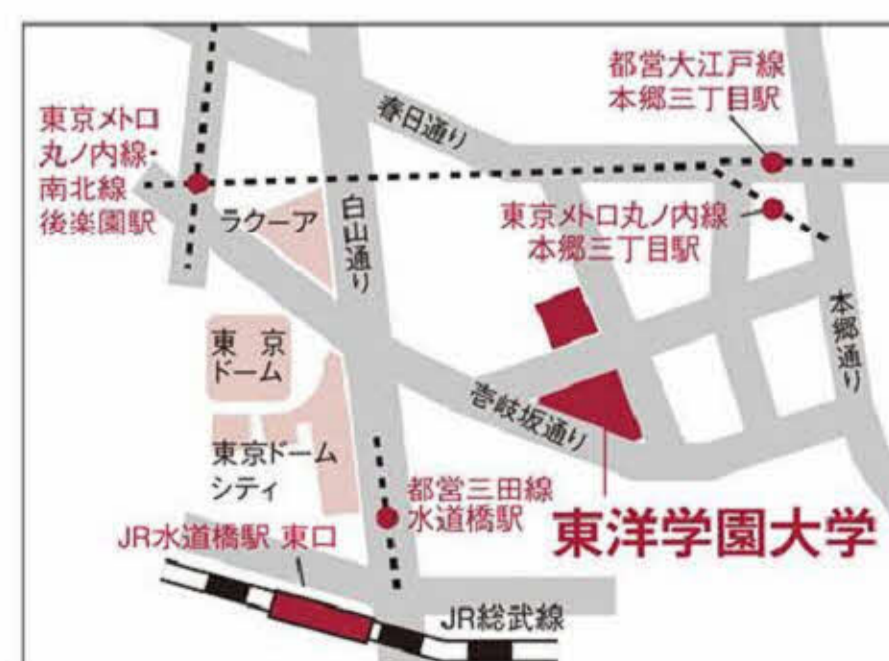 都営大江戸線
本郷三丁目駅
春日通り
東京メトロ
丸ノ内線・
南北線
後楽園駅
ラクーア
白山通り
東京メトロ丸ノ内線
本郷三丁目駅
本郷通り
東京
ドーム
壱岐坂通り
東京ドーム
シティ
都営三田線
水道橋駅
東洋学園大学
JR水道橋駅 東口
JR総武線